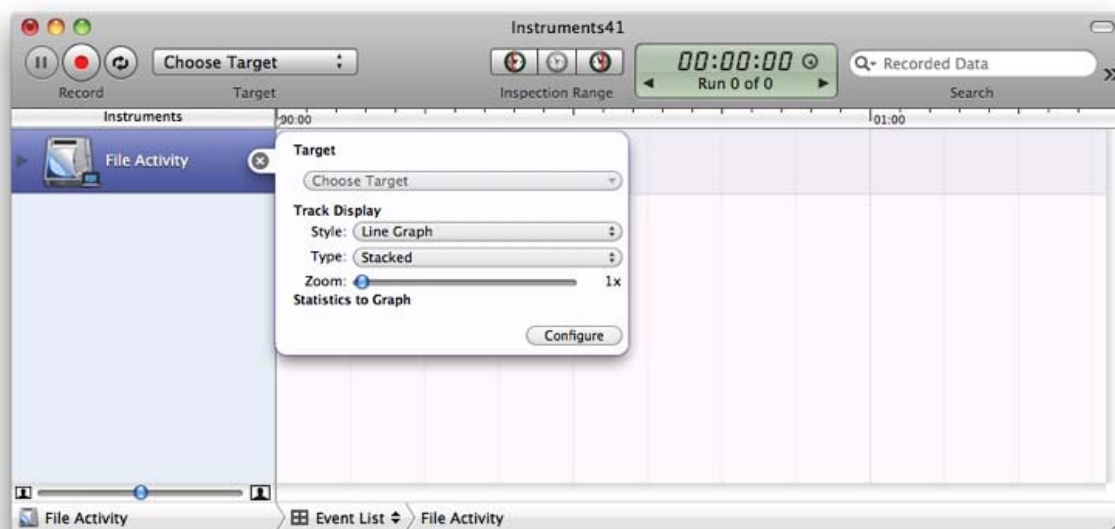 Instruments41
Choose Target
00:00:00
Run 0 of 0
Recorded Data
Record
Target
Inspection Range
Search
Instruments
00:00
01:00
File Activity
Target
Choose Target
Track Display
Style: Line Graph
Type: Stacked
Zoom: 1x
Statistics to Graph
Configure
File Activity
Event List
File Activity